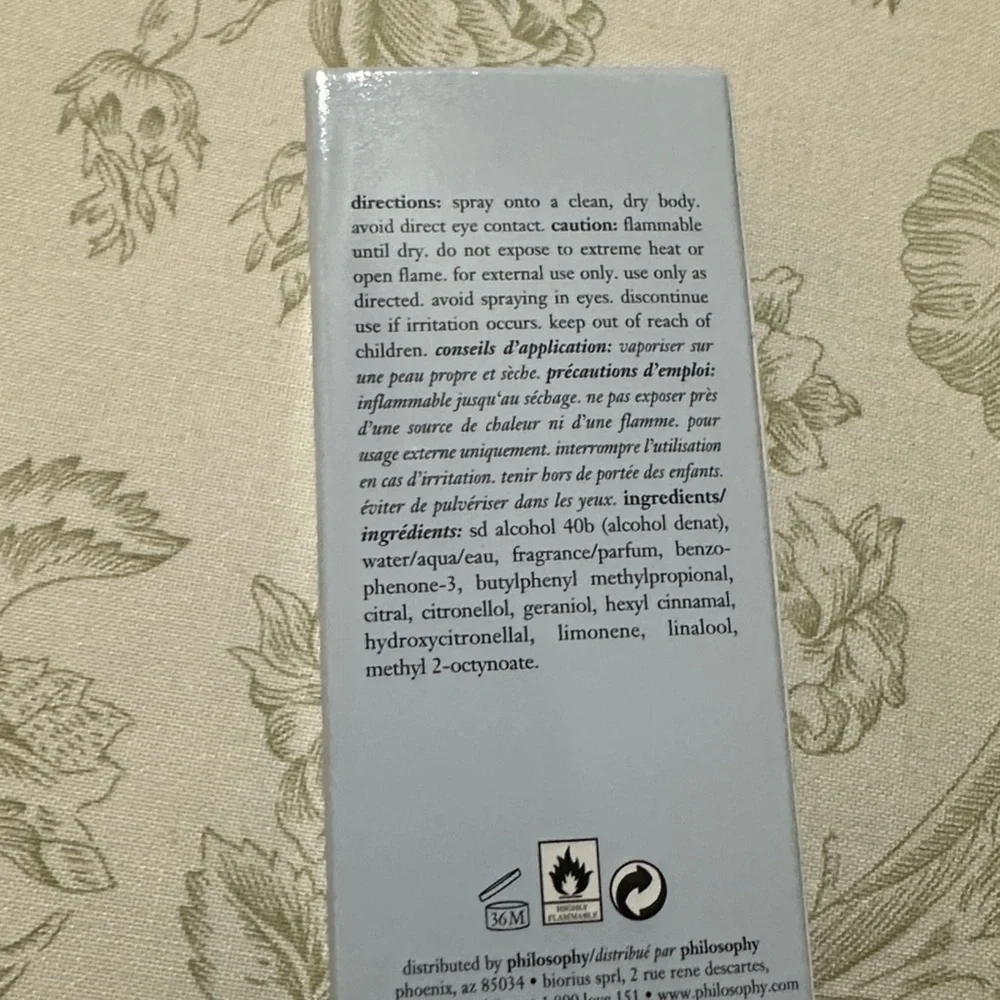 directions: spray onto a clean, dry body.
avoid direct eye contact. caution: flammable
until dry. do not expose to extreme heat or
open flame. for external use only. use only as
directed. avoid spraying in eyes. discontinue
use if irritation occurs. keep out of reach of
children. conseils d'application: vaporiser sur
une peau propre et sèche. précautions d'emploi:
inflammable jusqu'au séchage. ne pas exposer près
d'une source de chaleur ni d'une flamme. pour
usage externe uniquement. interrompre l'utilisation
en cas d'irritation. tenir hors de portée des enfants.
éviter de pulvériser dans les yeux. ingredients/
ingrédients: sd alcohol 40b (alcohol denat),
water/aqua/eau, fragrance/parfum, benzo-
phenone-3, butylphenyl methylpropional,
citral, citronellol, geraniol, hexyl cinnamal,
hydroxycitronellal, limonene, linalool,
methyl 2-octynoate.
36M
HIGHLY
FLAMMABLE
distributed by philosophy/distribué par philosophy
phoenix, az 85034 • biorius sprl, 2 rue rene descartes,
151 • www.philosophy.com